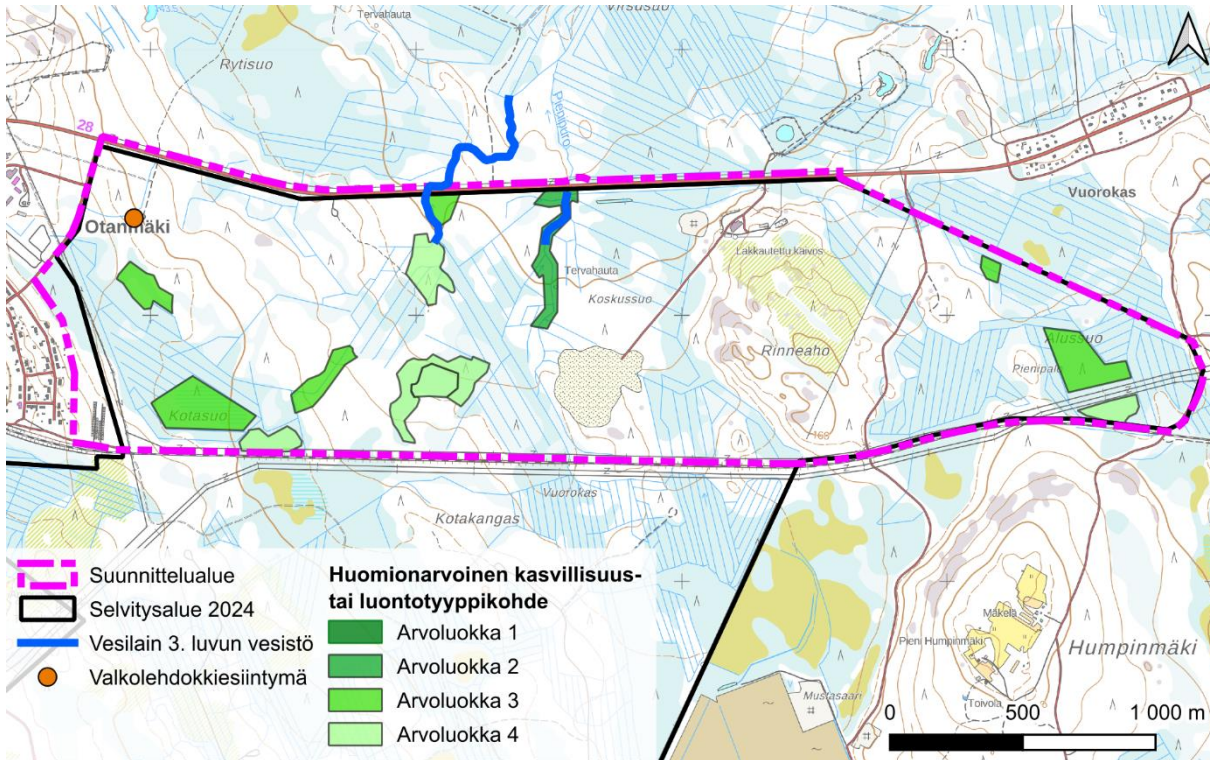 Tervahauta
Virsusuo
Rytisuo
Pienipuro
28
Vuorokas
Otanmäki
Lakkautettu kaivos
Tervahauta
Koskussuo
Rinneaho
Alussuo
Pienipalo
Kotasuo
168
Vuorokas
Kotakangas
Mäkelä
Pieni Humpinmäki
Humpinmäki
Toivola
Suunnittelualue
Selvitysalue 2024
Vesilain 3. luvun vesistö
Valkolehdokkiesiintymä
Huomionarvoinen kasvillisuus-
tai luontotyyppikohde
Arvoluokka 1
Arvoluokka 2
Arvoluokka 3
Arvoluokka 4
0 500 1 000 m